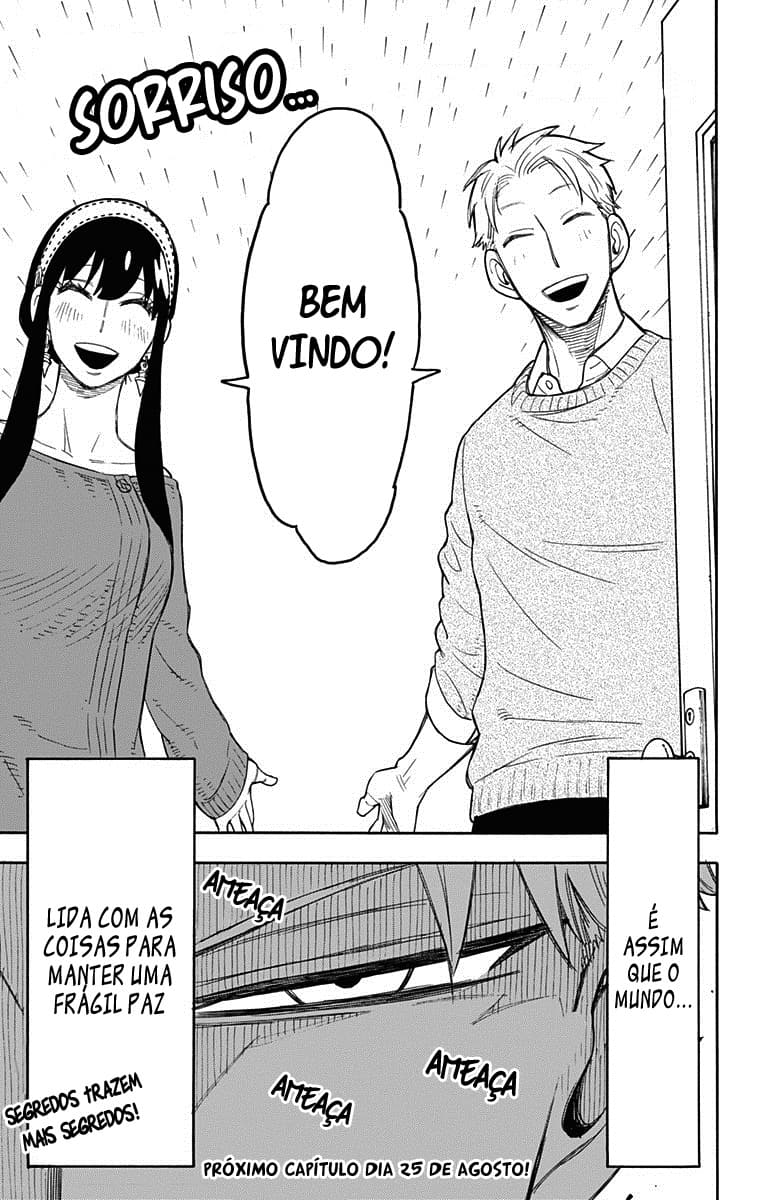 SORRISO...
BEM
VINDO!
É
ASSIM
QUE O
MUNDO...
AMEAÇA
AMEAÇA
AMEAÇA
LIDA COM AS
COISAS PARA
MANTER UMA
FRÁGIL PAZ
SEGREDOS TRAZEM
MAIS SEGREDOS!
PRÓXIMO CAPÍTULO DIA 25 DE AGOSTO!